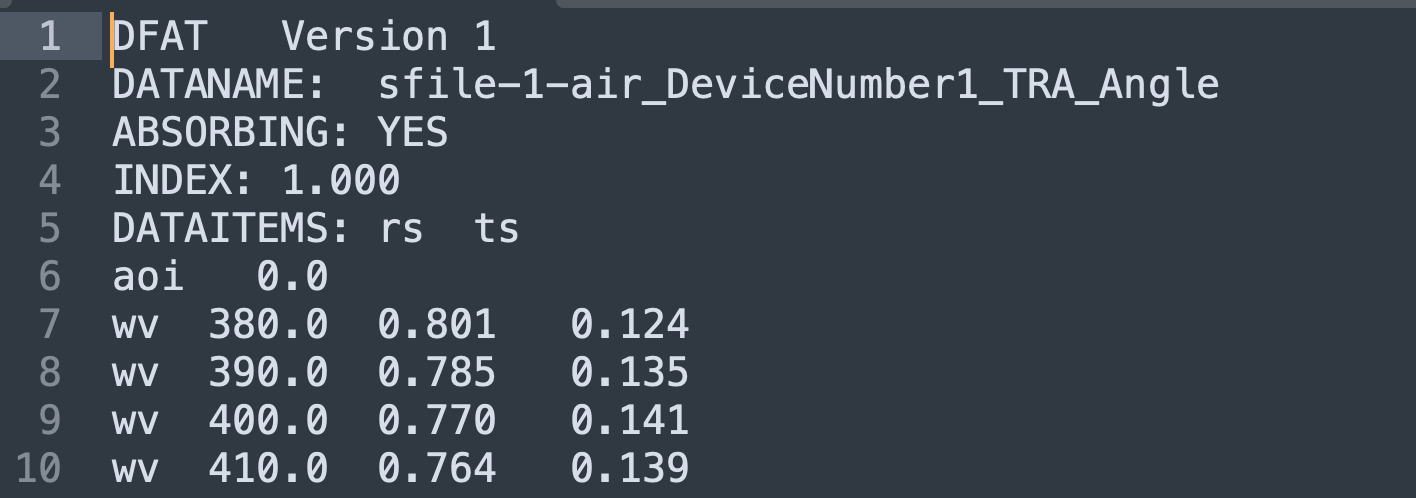 1 DFAT   Version 1
2 DATANAME:  sfile-1-air_DeviceNumber1_TRA_Angle
3 ABSORBING: YES
4 INDEX: 1.000
5 DATAITEMS: rs  ts
6 aoi   0.0
7 wv  380.0  0.801   0.124
8 wv  390.0  0.785   0.135
9 wv  400.0  0.770   0.141
10 wv  410.0  0.764   0.139